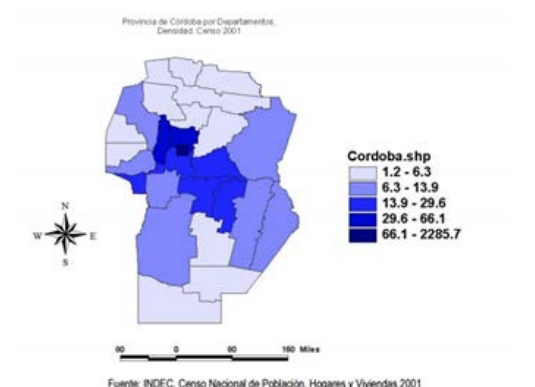 Provincia de Córdoba por Departamentos.
Densidad. Censo 2001
Cordoba.shp
1.2 - 6.3
6.3 - 13.9
13.9 - 29.6
29.6 - 66.1
66.1 - 2285.7
N
W E
S
60 0 60 160 Miles
Fuente: INDEC, Censo Nacional de Población, Hogares y Viviendas 2001